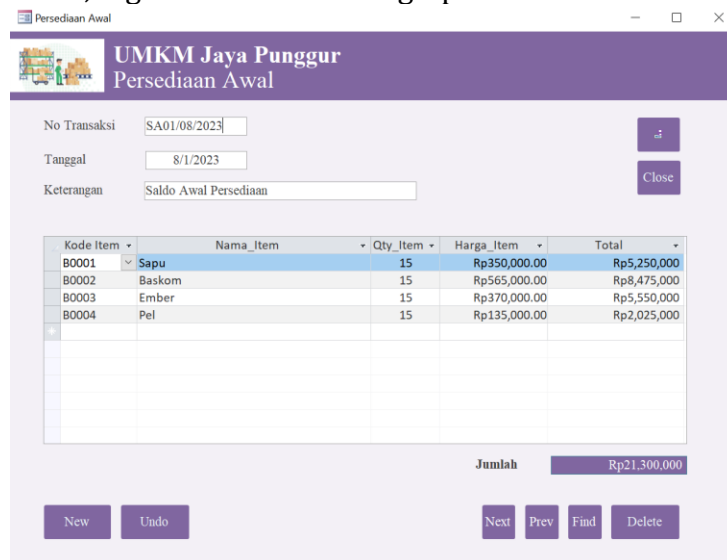 Persediaan Awal
UMKM Jaya Punggur
Persediaan Awal
No Transaksi SA01/08/2023
Tanggal 8/1/2023
Close
Keterangan Saldo Awal Persediaan
Kode Item Nama_Item Qty_Item Harga_Item Total
B0001 Sapu 15 Rp350,000.00 Rp5,250,000
B0002 Baskom 15 Rp565,000.00 Rp8,475,000
B0003 Ember 15 Rp370,000.00 Rp5,550,000
B0004 Pel 15 Rp135,000.00 Rp2,025,000
Jumlah Rp21,300,000
New Undo Next Prev Find Delete